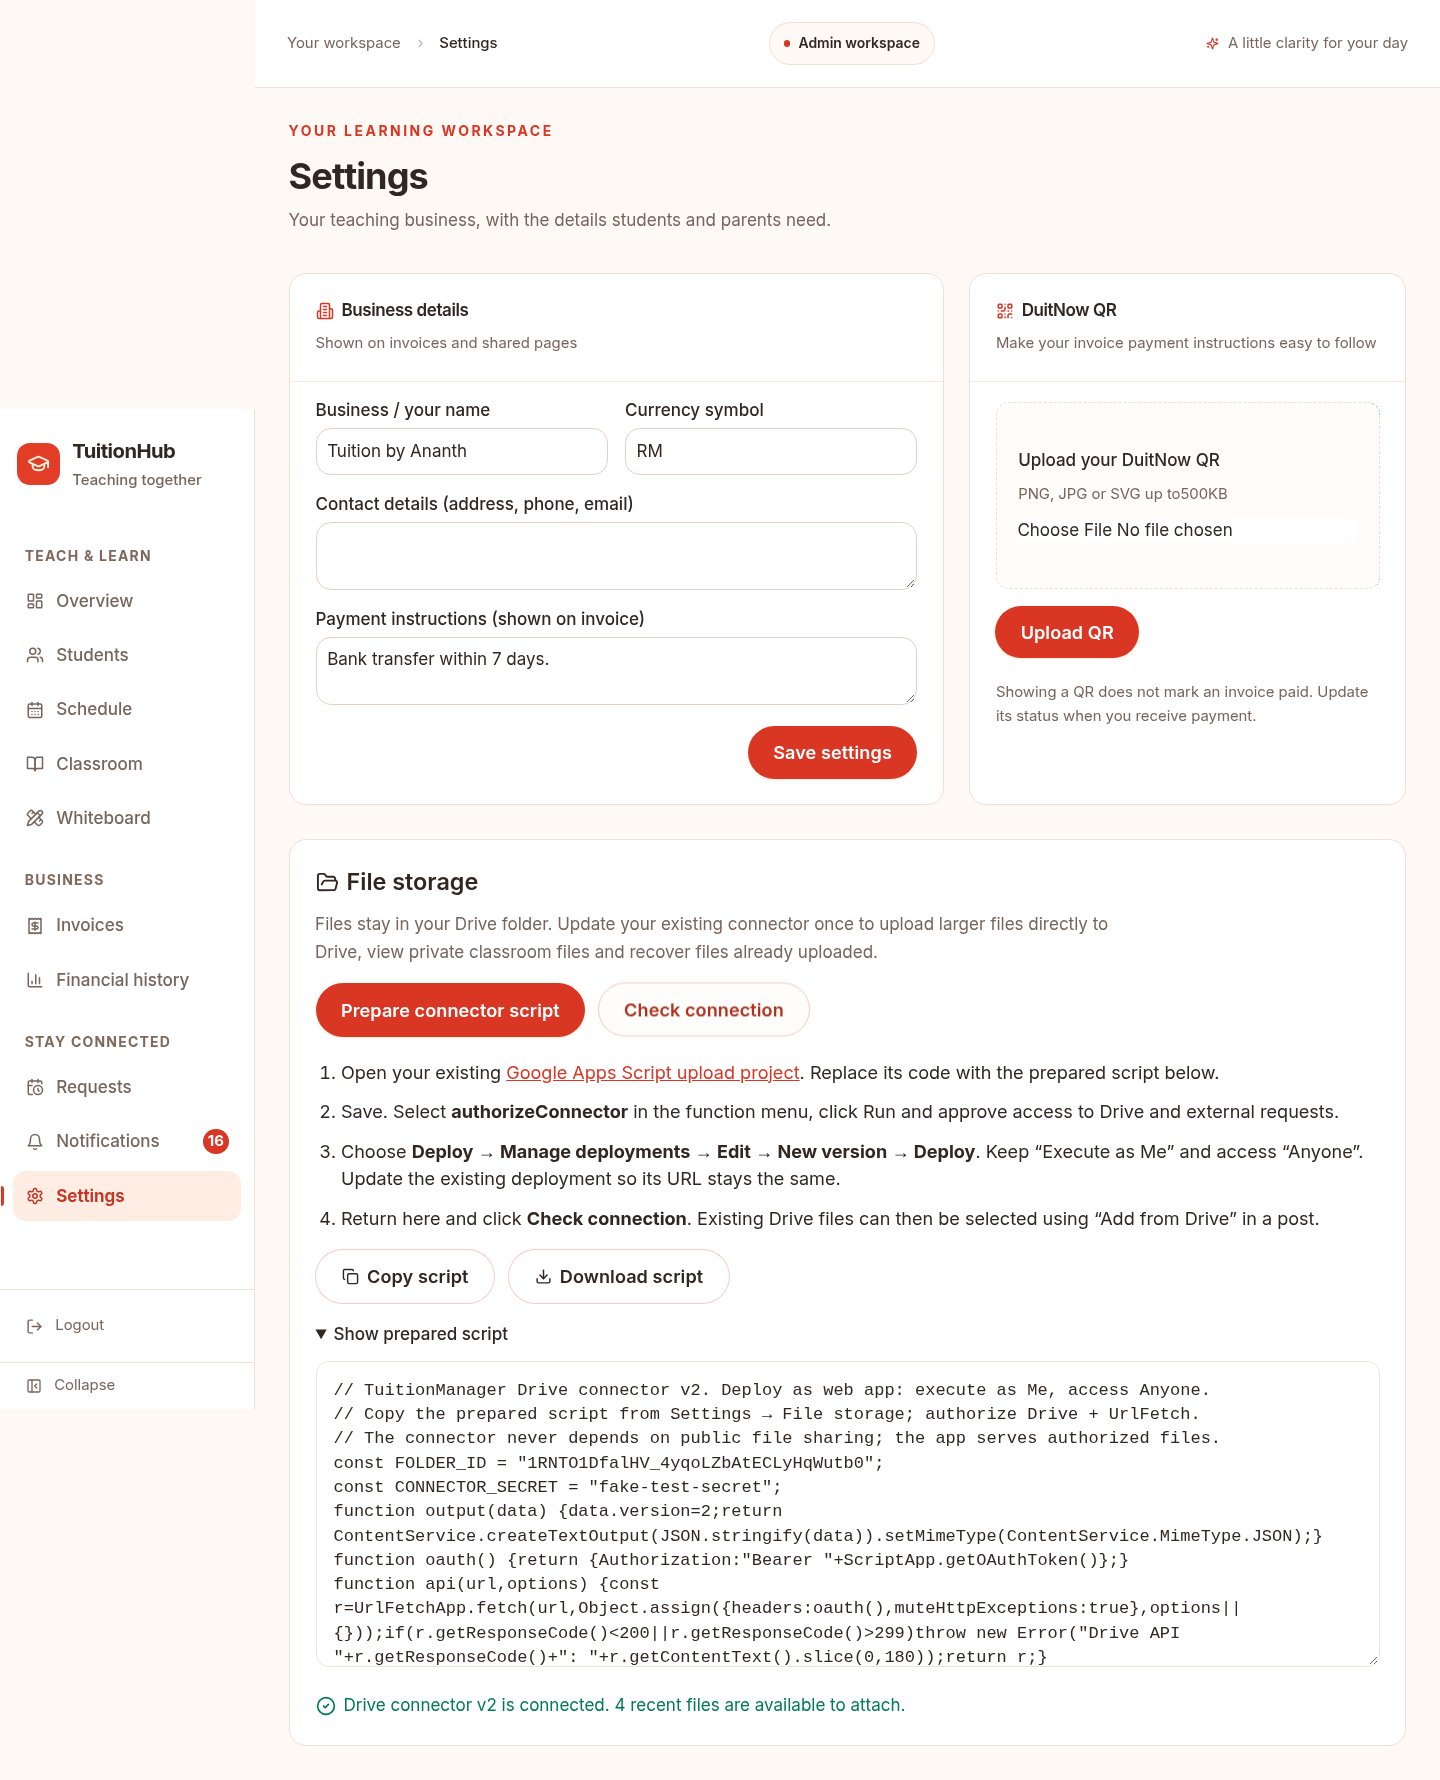 Your workspace > Settings
Admin workspace
A little clarity for your day
YOUR LEARNING WORKSPACE
Settings
Your teaching business, with the details students and parents need.
TuitionHub
Teaching together
TEACH & LEARN
Overview
Students
Schedule
Classroom
Whiteboard
BUSINESS
Invoices
Financial history
STAY CONNECTED
Requests
Notifications 16
Settings
Logout
Collapse
Business details
Shown on invoices and shared pages
Business / your name
Tuition by Ananth
Currency symbol
RM
Contact details (address, phone, email)
Payment instructions (shown on invoice)
Bank transfer within 7 days.
Save settings
DuitNow QR
Make your invoice payment instructions easy to follow
Upload your DuitNow QR
PNG, JPG or SVG up to500KB
Choose File No file chosen
Upload QR
Showing a QR does not mark an invoice paid. Update
its status when you receive payment.
File storage
Files stay in your Drive folder. Update your existing connector once to upload larger files directly to
Drive, view private classroom files and recover files already uploaded.
Prepare connector script
Check connection
1. Open your existing Google Apps Script upload project. Replace its code with the prepared script below.
2. Save. Select authorizeConnector in the function menu, click Run and approve access to Drive and external requests.
3. Choose Deploy → Manage deployments → Edit → New version → Deploy. Keep “Execute as Me” and access “Anyone”.
Update the existing deployment so its URL stays the same.
4. Return here and click Check connection. Existing Drive files can then be selected using “Add from Drive” in a post.
Copy script
Download script
▼ Show prepared script
// TuitionManager Drive connector v2. Deploy as web app: execute as Me, access Anyone.
// Copy the prepared script from Settings → File storage; authorize Drive + UrlFetch.
// The connector never depends on public file sharing; the app serves authorized files.
const FOLDER_ID = "1RNTO1DfalHV_4yqoLZbAtECLyHqWutb0";
const CONNECTOR_SECRET = "fake-test-secret";
function output(data) {data.version=2;return
ContentService.createTextOutput(JSON.stringify(data)).setMimeType(ContentService.MimeType.JSON);}
function oauth() {return {Authorization:"Bearer "+ScriptApp.getOAuthToken()};}
function api(url,options) {const
r=UrlFetchApp.fetch(url,Object.assign({headers:oauth(),muteHttpExceptions:true},options||
{}));if(r.getResponseCode()<200||r.getResponseCode()>299)throw new Error("Drive API
"+r.getResponseCode()+": "+r.getContentText().slice(0,180));return r;}
Drive connector v2 is connected. 4 recent files are available to attach.